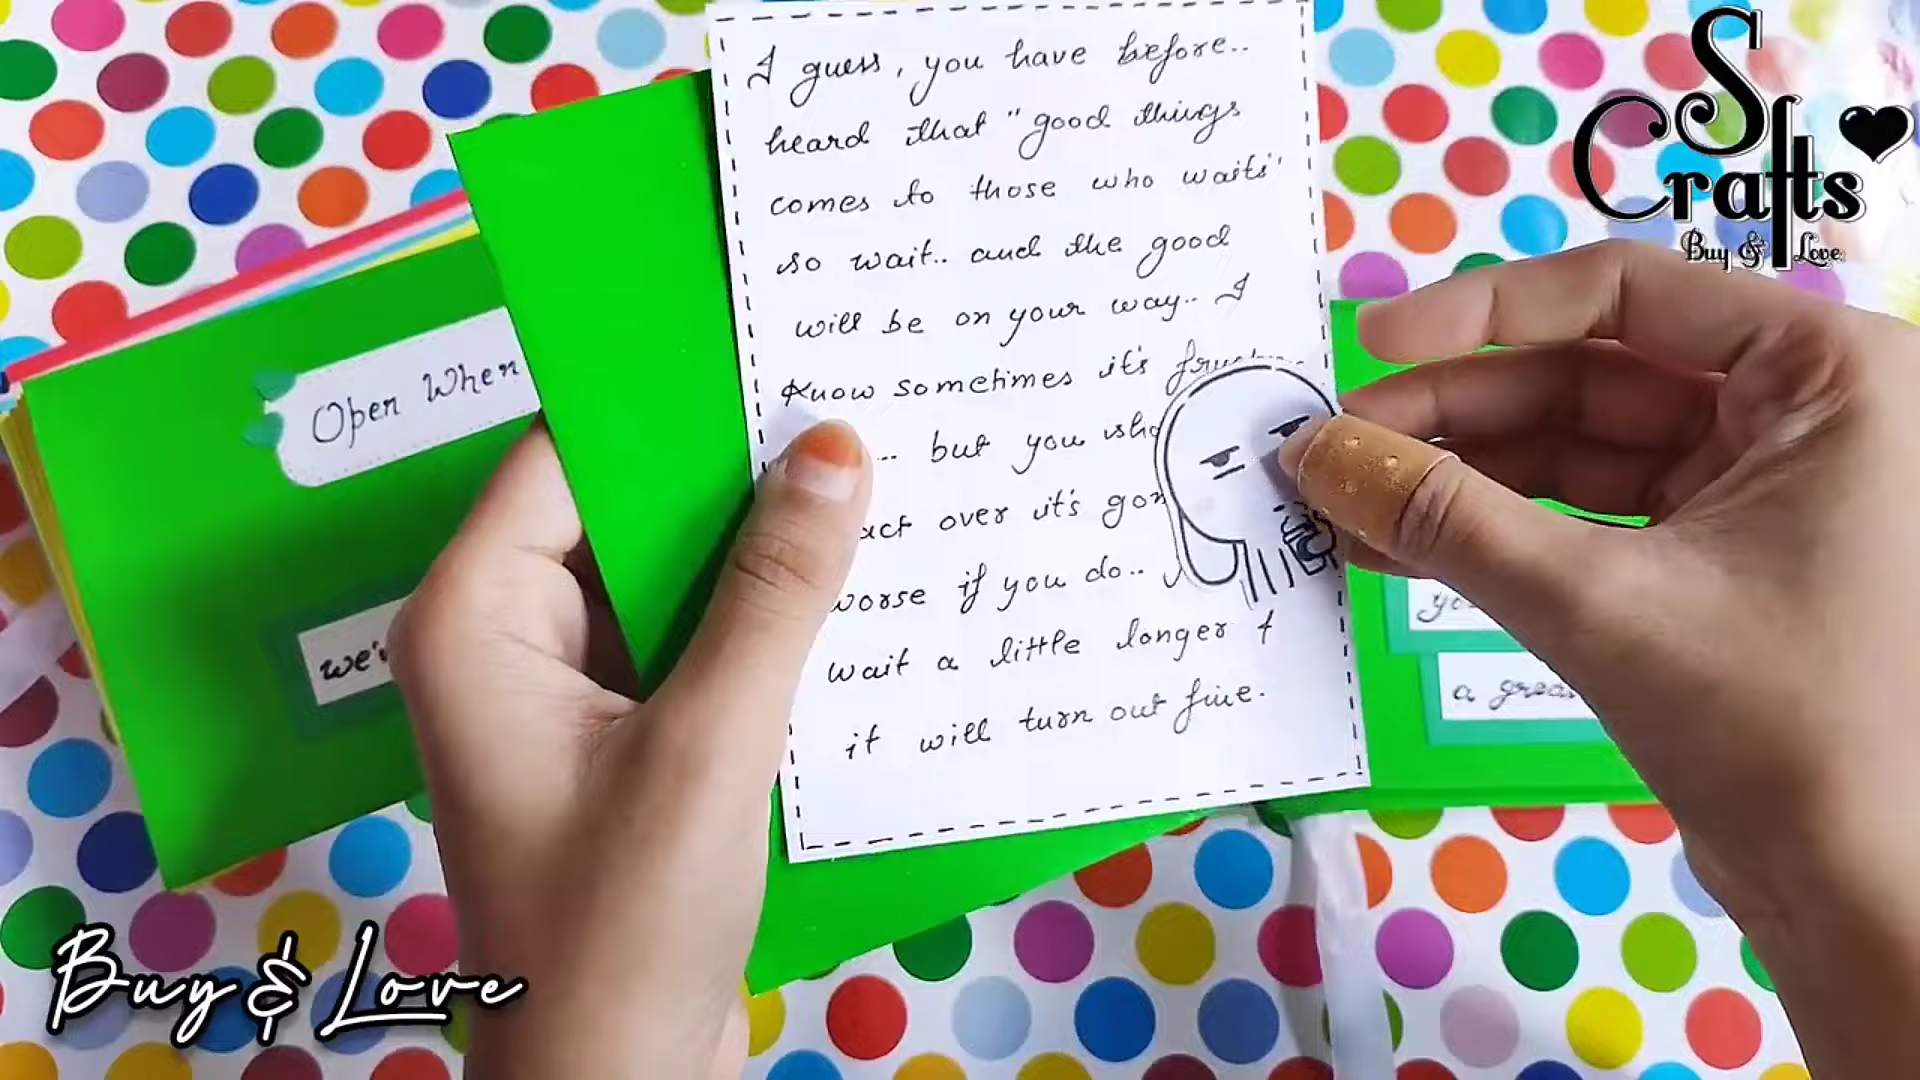 I guess, you have before..
heard that "good things
comes to those who waits"
so wait.. and the good
will be on your way.. I
Know sometimes it's
.. but you
over it's
worse if you do..
wait a little longer &
it will turn out fine.
Open When
we'
a
S Crafts
Buy & Love
Buy & Love